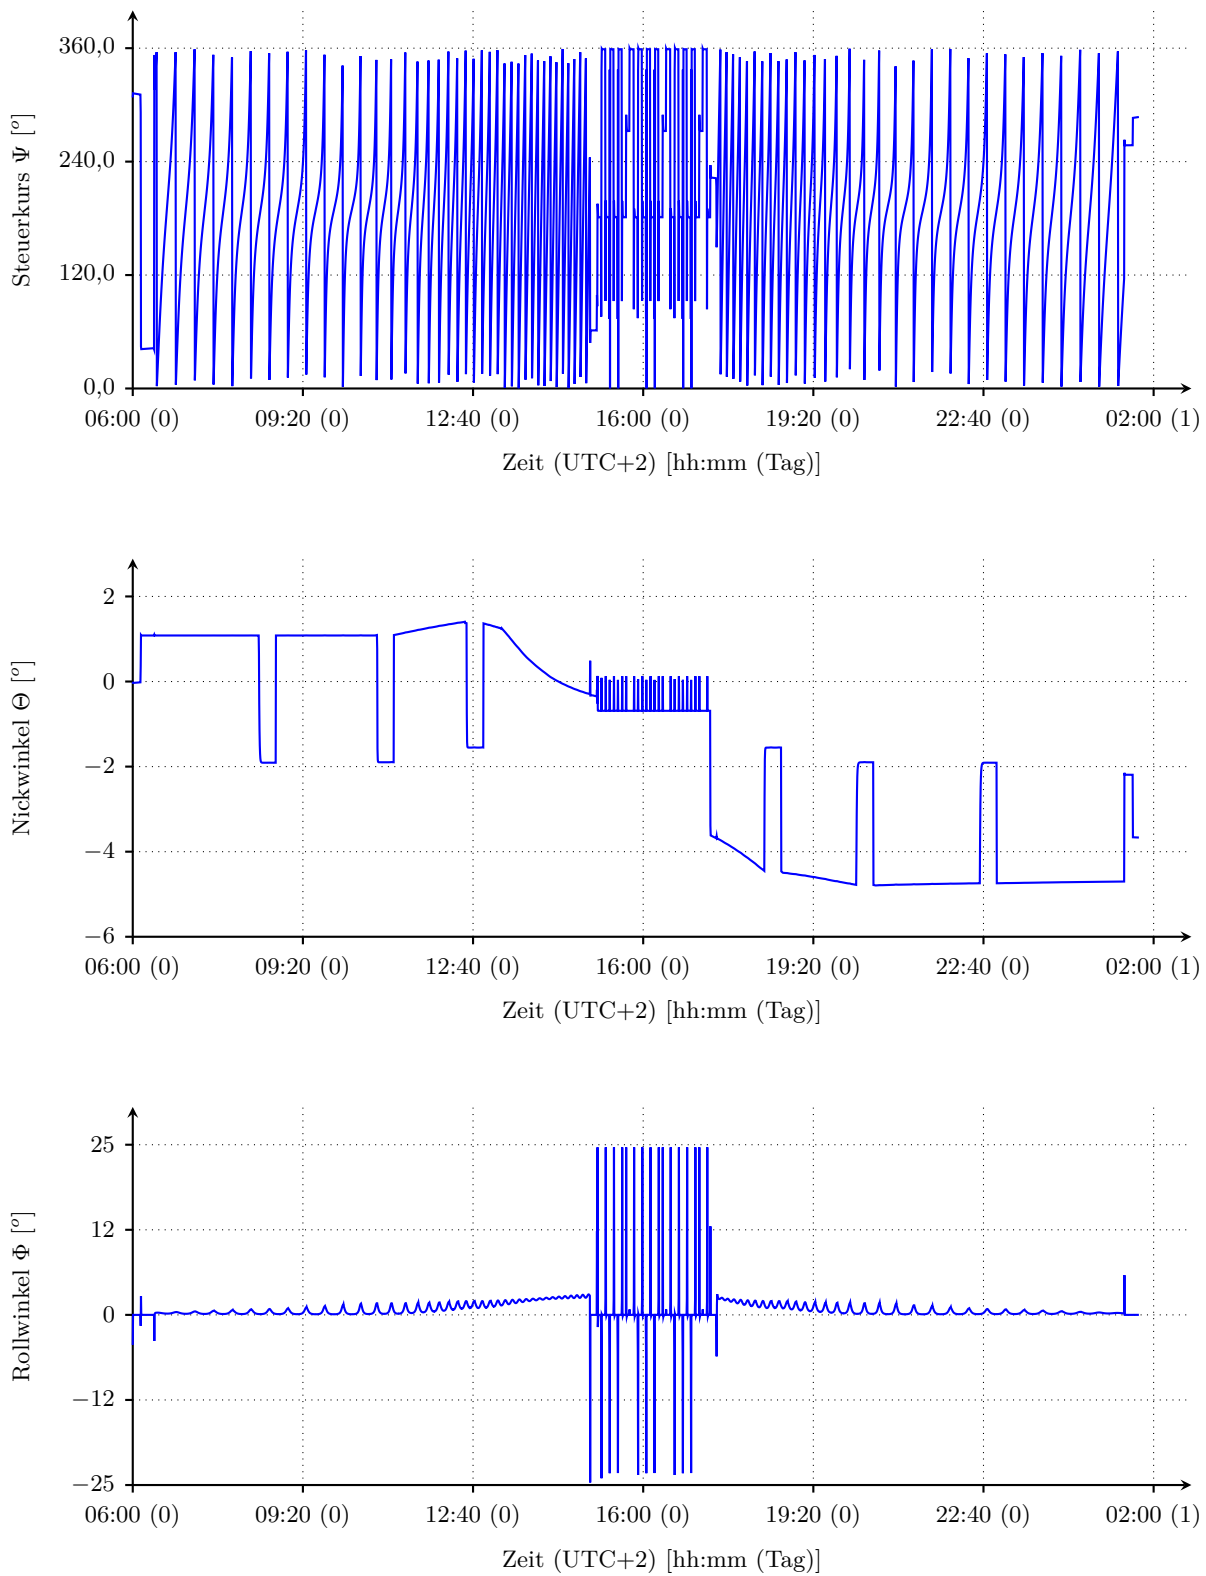 360,0
240,0
120,0
0,0
Steuerkurs Ψ [°]
06:00 (0) 09:20 (0) 12:40 (0) 16:00 (0) 19:20 (0) 22:40 (0) 02:00 (1)
Zeit (UTC+2) [hh:mm (Tag)]
2
0
−2
−4
−6
Nickwinkel Θ [°]
06:00 (0) 09:20 (0) 12:40 (0) 16:00 (0) 19:20 (0) 22:40 (0) 02:00 (1)
Zeit (UTC+2) [hh:mm (Tag)]
25
12
0
−12
−25
Rollwinkel Φ [°]
06:00 (0) 09:20 (0) 12:40 (0) 16:00 (0) 19:20 (0) 22:40 (0) 02:00 (1)
Zeit (UTC+2) [hh:mm (Tag)]